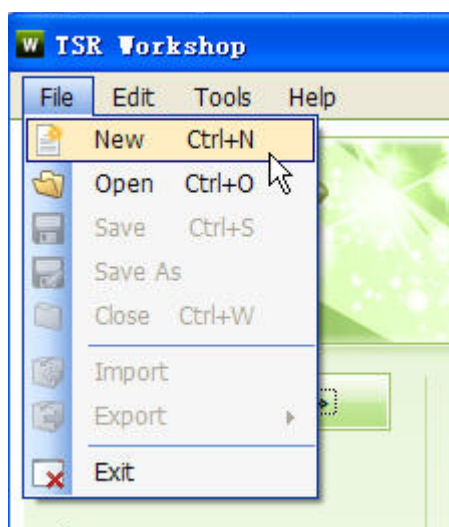 W TSR Workshop
File Edit Tools Help
New Ctrl+N
Open Ctrl+O
Save Ctrl+S
Save As
Close Ctrl+W
Import
Export
Exit